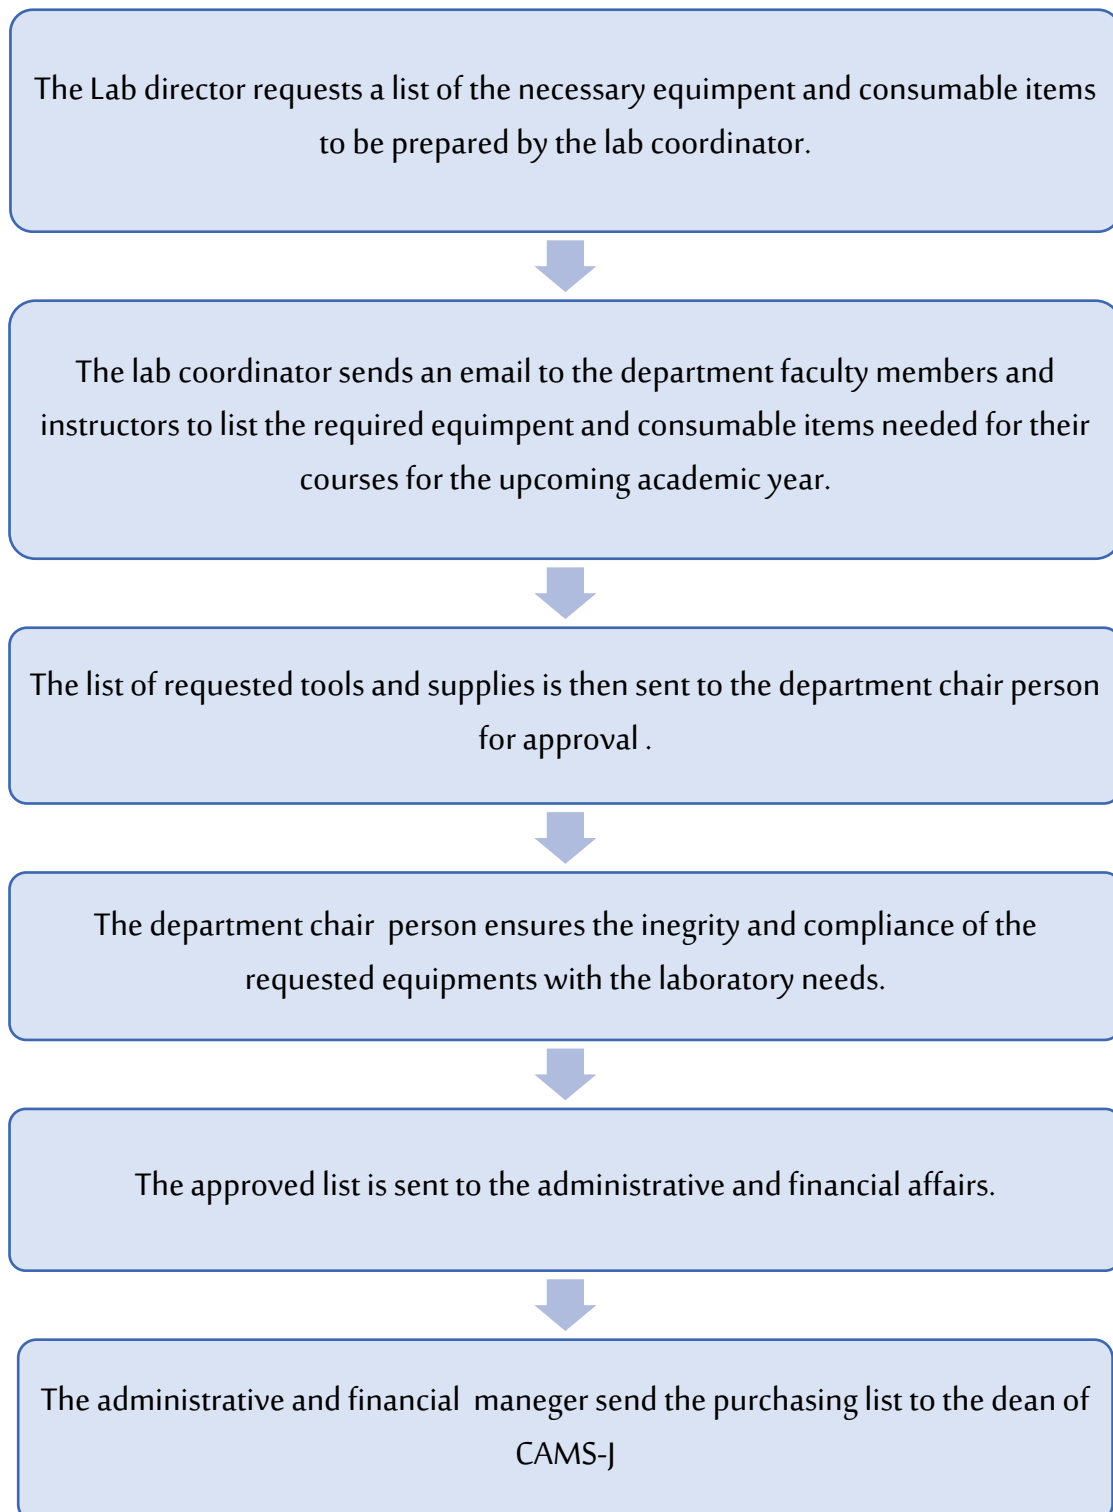 The Lab director requests a list of the necessary equimpent and consumable items
to be prepared by the lab coordinator.
The lab coordinator sends an email to the department faculty members and
instructors to list the required equimpent and consumable items needed for their
courses for the upcoming academic year.
The list of requested tools and supplies is then sent to the department chair person
for approval .
The department chair  person ensures the inegrity and compliance of the
requested equipments with the laboratory needs.
The approved list is sent to the administrative and financial affairs.
The administrative and financial  maneger send the purchasing list to the dean of
CAMS-J